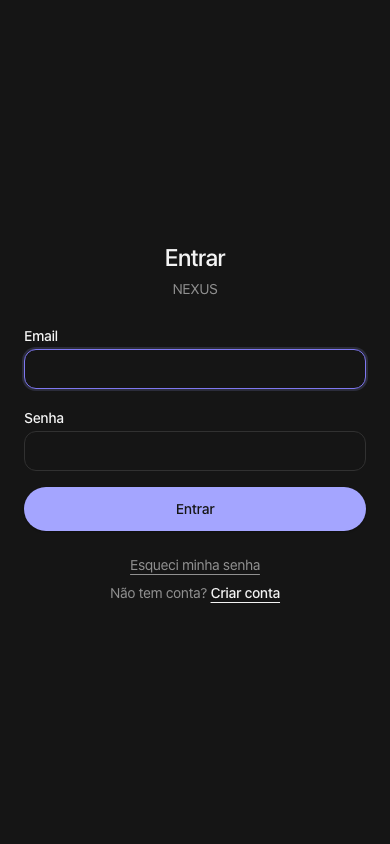 Entrar
NEXUS
Email
Senha
Entrar
Esqueci minha senha
Não tem conta? Criar conta